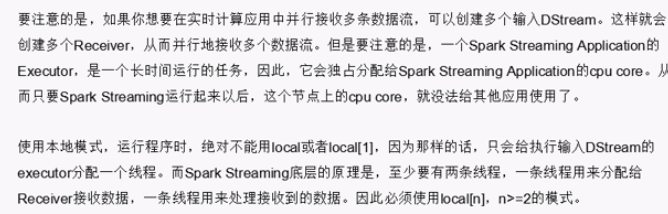 要注意的是，如果你想要在实时计算应用中并行接收多条数据流，可以创建多个输入DStream。这样就会
创建多个Receiver，从而并行地接收多个数据流。但是要注意的是，一个Spark Streaming Application的
Executor，是一个长时间运行的任务，因此，它会独占分配给Spark Streaming Application的cpu core。从
而只要Spark Streaming运行起来以后，这个节点上的cpu core，就没法给其他应用使用了。
使用本地模式，运行程序时，绝对不能用local或者local[1]，因为那样的话，只会给执行输入DStream的
executor分配一个线程。而Spark Streaming底层的原理是，至少要有两条线程，一条线程用来分配给
Receiver接收数据，一条线程用来处理接收到的数据。因此必须使用local[n]，n>=2的模式。